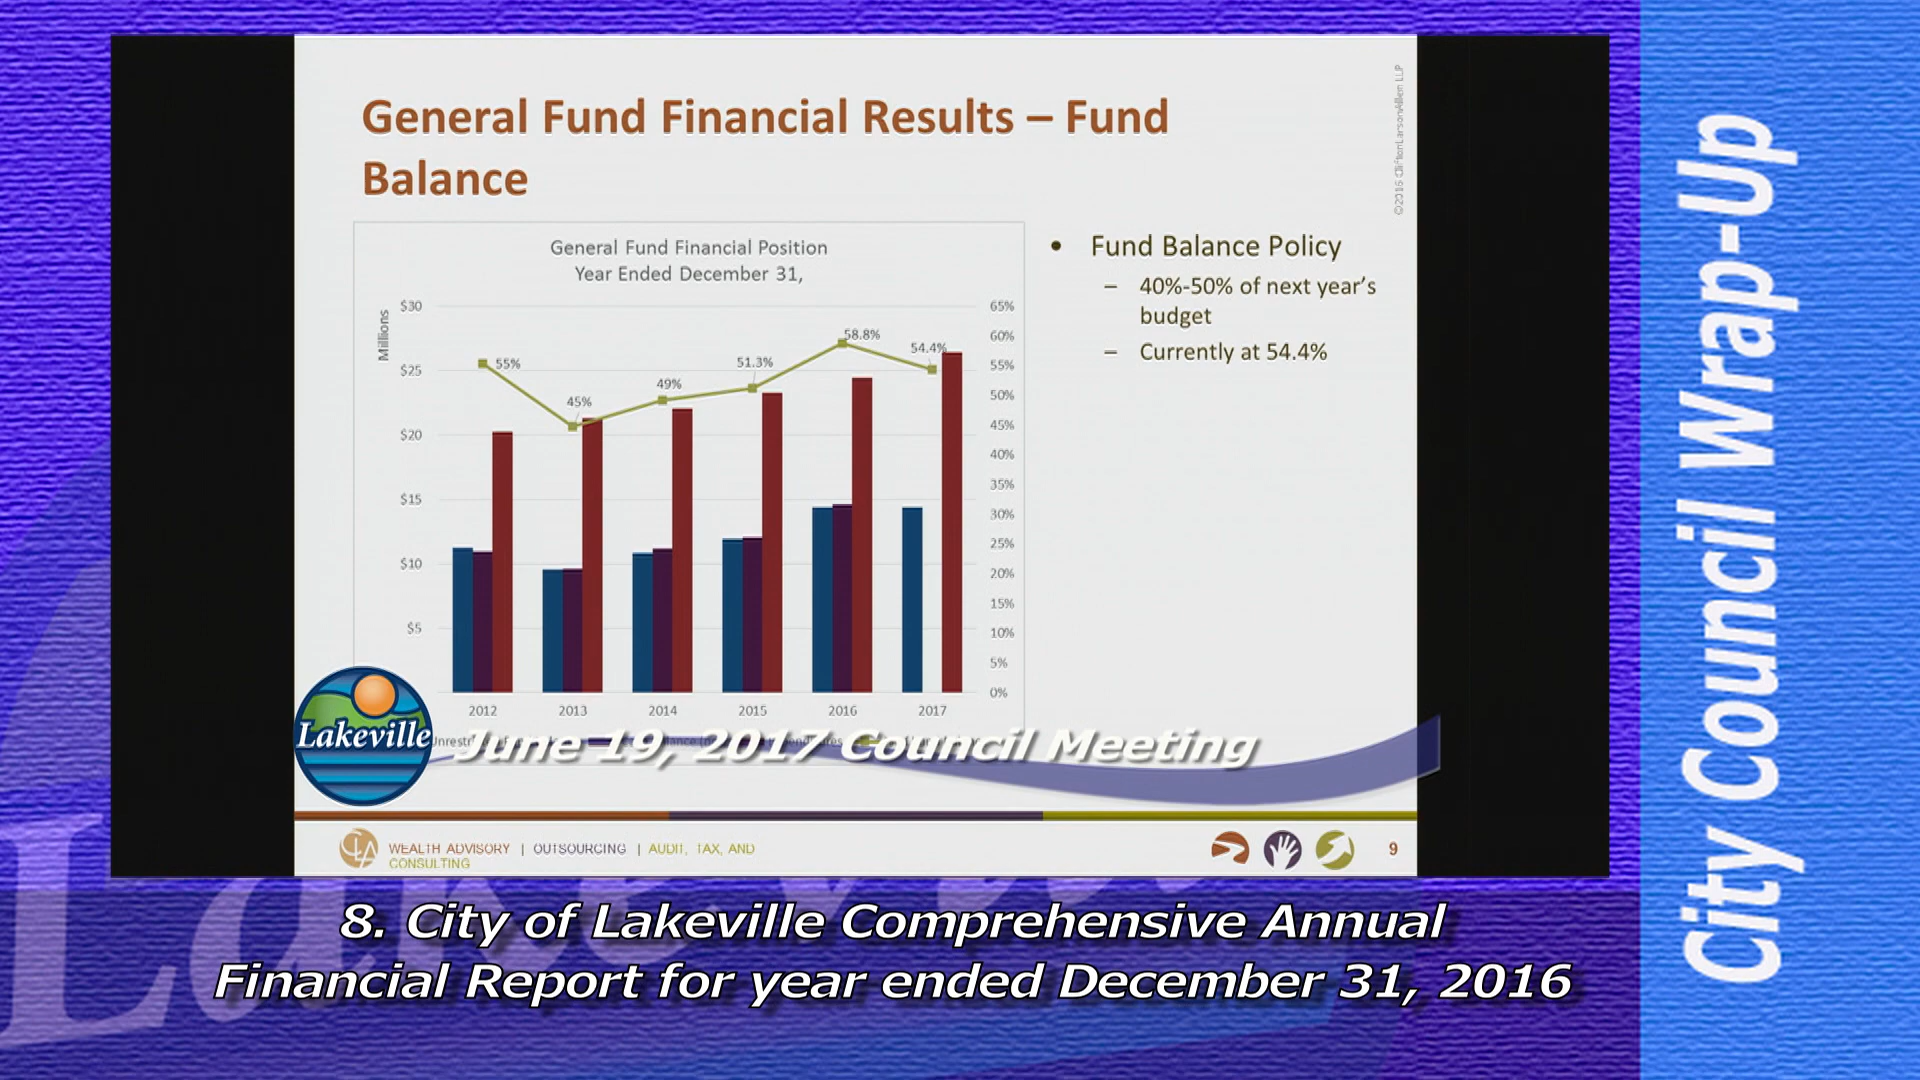 General Fund Financial Results – Fund
Balance
©2016 CliftonLarsonAllen LLP
General Fund Financial Position
Year Ended December 31,
Millions
$30
$25
$20
$15
$10
$5
65%
60%
55%
50%
45%
40%
35%
30%
25%
20%
15%
10%
5%
0%
55%
45%
49%
51.3%
58.8%
54.4%
2012
2013
2014
2015
2016
2017
• Fund Balance Policy
– 40%-50% of next year's
budget
– Currently at 54.4%
Lakeville
June 19, 2017 Council Meeting
CLA
WEALTH ADVISORY | OUTSOURCING | AUDIT, TAX, AND
CONSULTING
9
8. City of Lakeville Comprehensive Annual
Financial Report for year ended December 31, 2016
City Council Wrap-Up